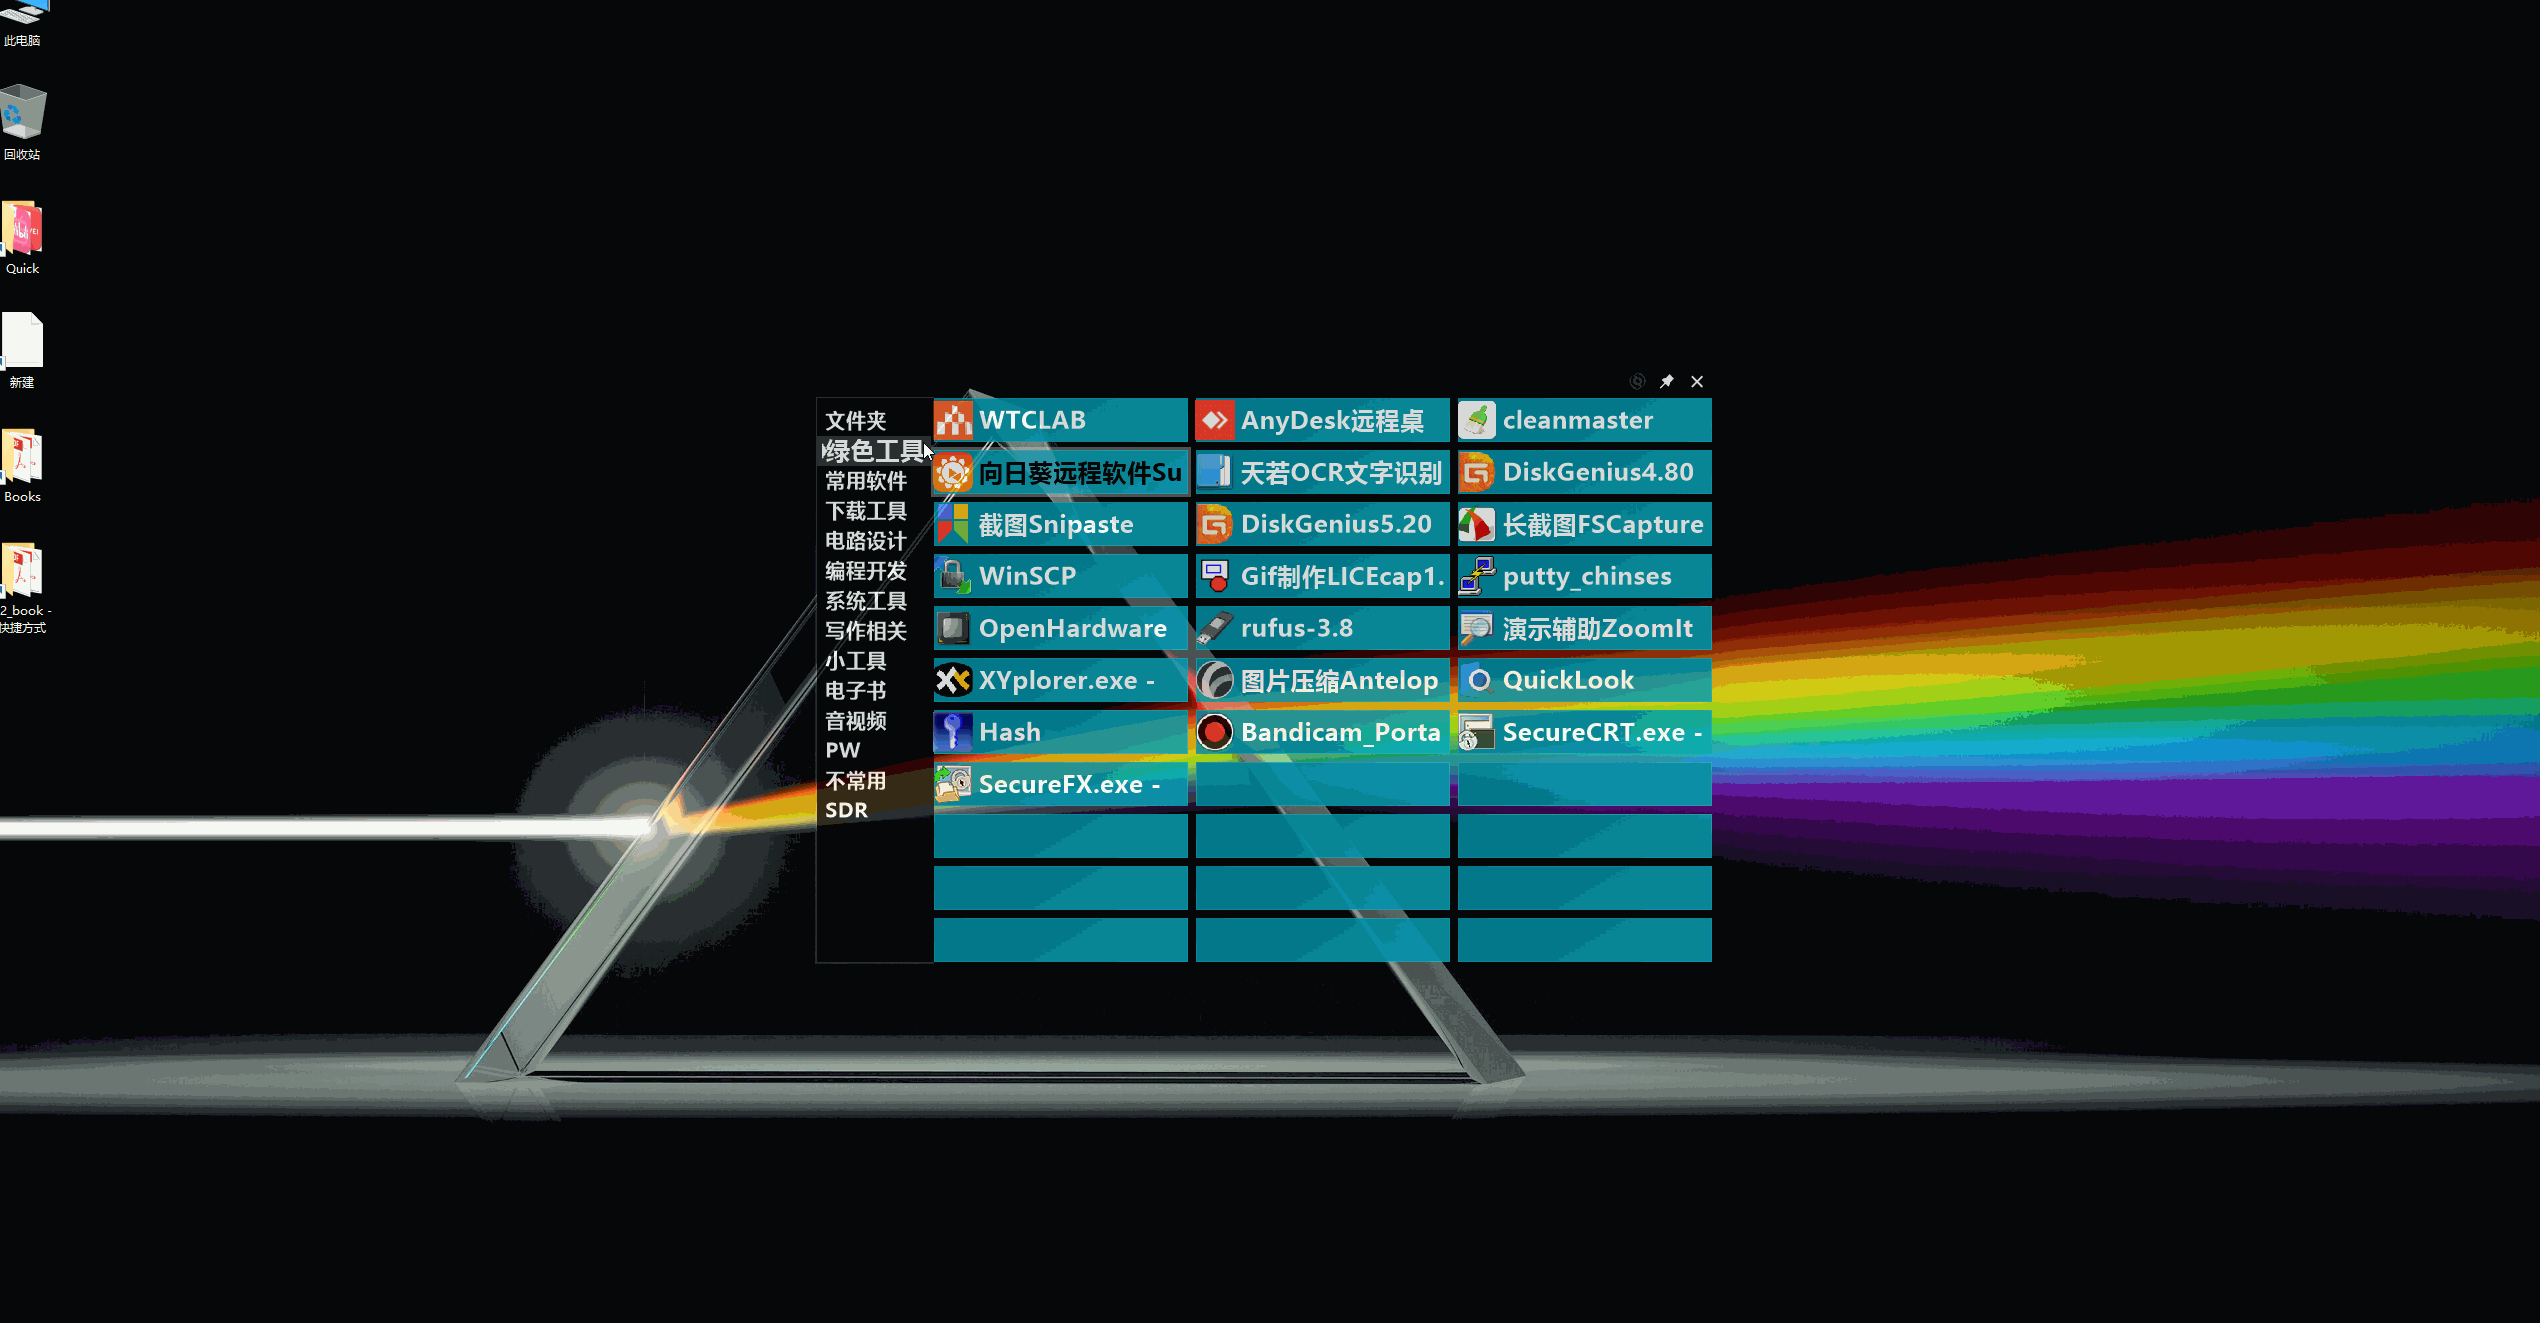 此电脑
回收站
Quick
新建
Books
2_book -
快捷方式
文件夹
绿色工具
常用软件
下载工具
电路设计
编程开发
系统工具
写作相关
小工具
电子书
音视频
PW
不常用
SDR
WTCLAB
AnyDesk远程桌
cleanmaster
向日葵远程软件Su
天若OCR文字识别
DiskGenius4.80
截图Snipaste
DiskGenius5.20
长截图FSCapture
WinSCP
Gif制作LICEcap1.
putty_chinses
OpenHardware
rufus-3.8
演示辅助ZoomIt
XYplorer.exe -
图片压缩Antelop
QuickLook
Hash
Bandicam_Porta
SecureCRT.exe -
SecureFX.exe -